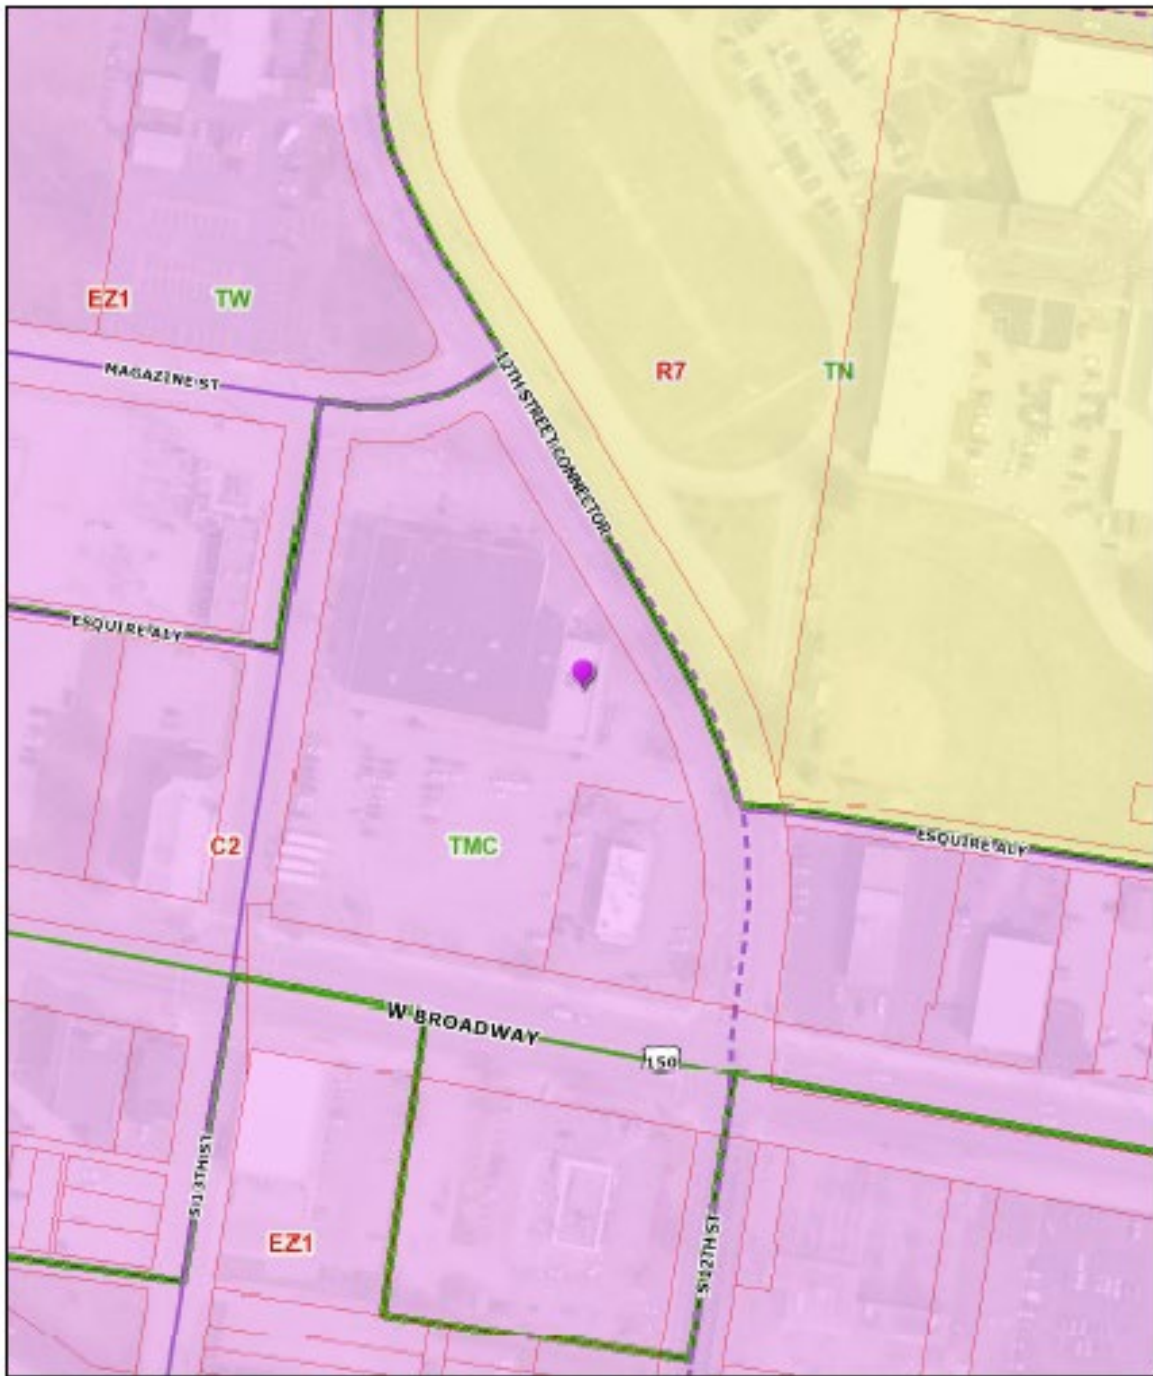 EZ1
TW
MAGAZINE ST
12TH STREET CONNECTOR
R7
TN
ESQUIRE ALY
C2
TMC
ESQUIRE ALY
W BROADWAY
150
S 13TH ST
S 12TH ST
EZ1